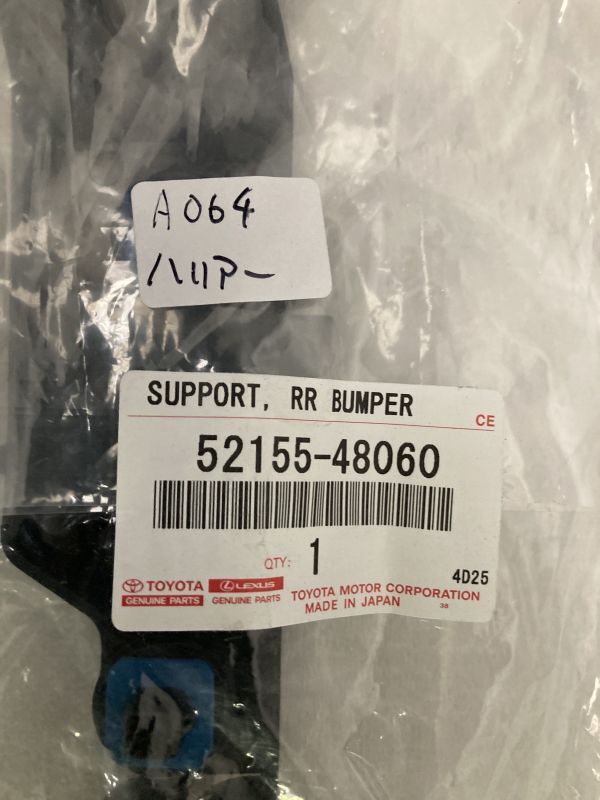 A064
ハリアー
SUPPORT, RR BUMPER
CE
52155-48060
QTY: 1
4D25
TOYOTA LEXUS TOYOTA MOTOR CORPORATION
GENUINE PARTS GENUINE PARTS MADE IN JAPAN 38